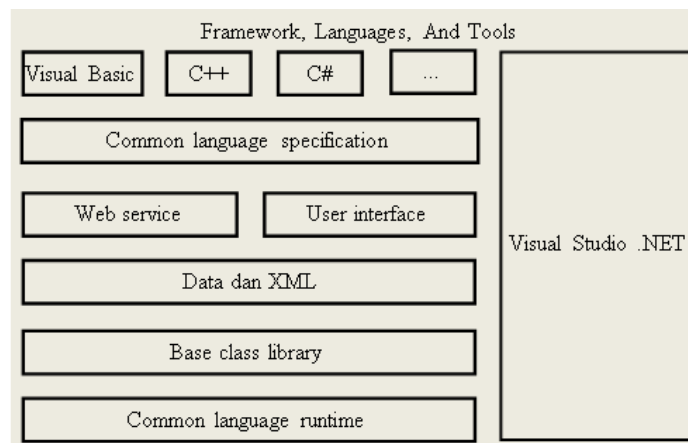 Framework, Languages, And Tools
Visual Basic
C++
C#
...
Common language specification
Web service
User interface
Visual Studio .NET
Data dan XML
Base class library
Common language runtime